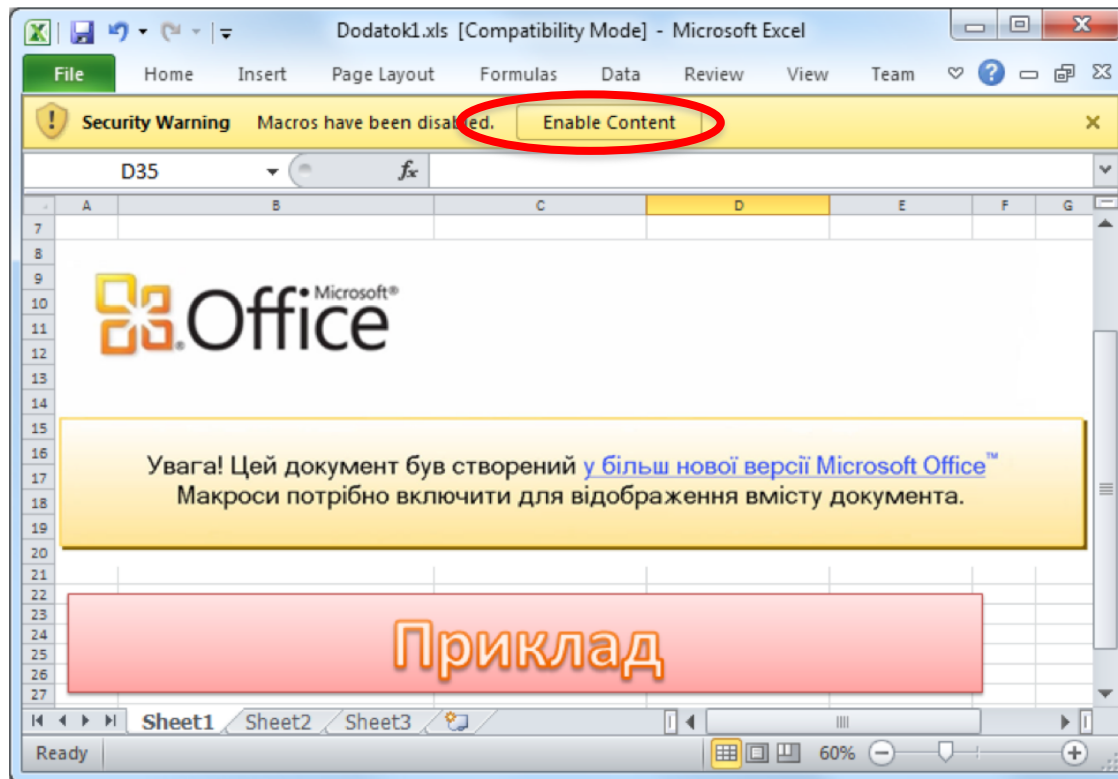 Dodatok1.xls [Compatibility Mode] - Microsoft Excel
File Home Insert Page Layout Formulas Data Review View Team
Security Warning Macros have been disabled. Enable Content
D35 fx
A B C D E F G
7
8
9
10
11
12
13
14
15
16
17
18
19
20
21
22
23
24
25
26
27
Microsoft®
Office
Увага! Цей документ був створений у більш нової версії Microsoft Office™
Макроси потрібно включити для відображення вмісту документа.
Приклад
Sheet1 Sheet2 Sheet3
Ready 60%